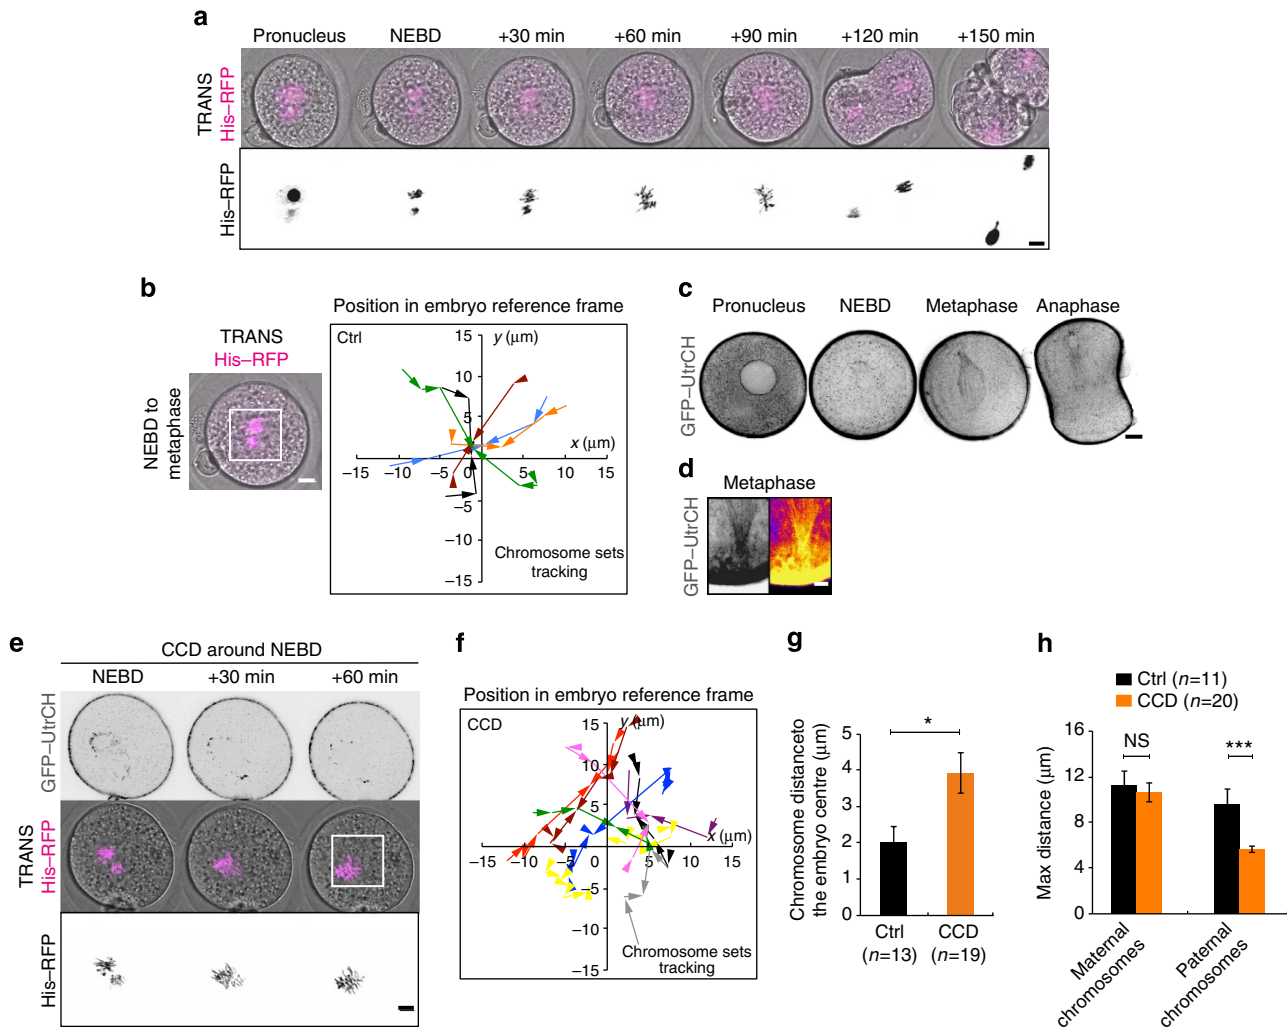 a
Pronucleus NEBD +30 min +60 min +90 min +120 min +150 min
TRANS
His–RFP
His–RFP
b
TRANS
His–RFP
NEBD to
metaphase
Position in embryo reference frame
Ctrl
y (μm)
15
10
5
x (μm)
−15 −10 −5 0 5 10 15
−5
−10
−15
Chromosome sets
tracking
c
Pronucleus NEBD Metaphase Anaphase
GFP–UtrCH
d
Metaphase
GFP–UtrCH
e
CCD around NEBD
NEBD +30 min +60 min
GFP–UtrCH
TRANS
His–RFP
His–RFP
f
Position in embryo reference frame
CCD
y (μm)
15
10
5
x (μm)
−15 −10 −5 0 5 10 15
−5
−10
−15
Chromosome sets
tracking
g
Chromosome distanceto
the embryo centre (μm)
5
4
3
2
1
0
*
Ctrl
(n=13)
CCD
(n=19)
h
Ctrl (n=11)
CCD (n=20)
Max distance (μm)
16
12
8
4
0
NS
***
Maternal
chromosomes
Paternal
chromosomes